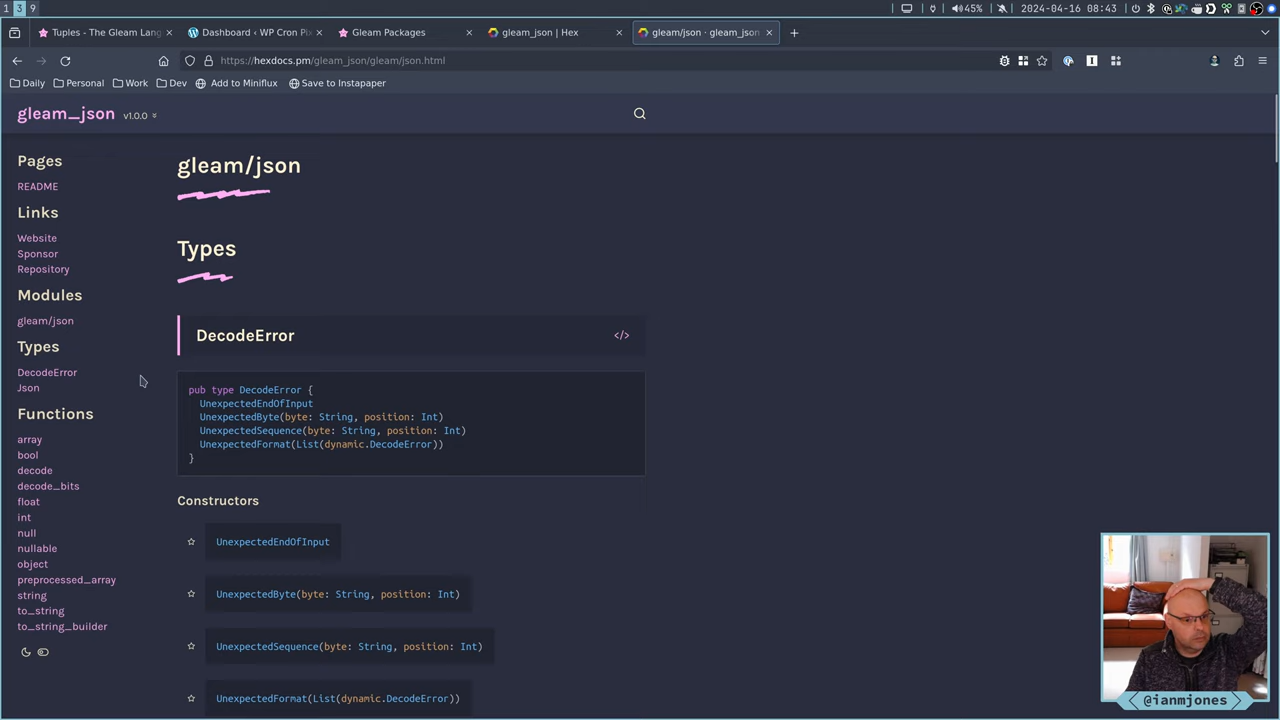 1 3 9 45% 2024-04-16 08:43
Tuples - The Gleam Lang × Dashboard ‹ WP Cron Pix × Gleam Packages × gleam_json | Hex × gleam/json · gleam_json × +
https://hexdocs.pm/gleam_json/gleam/json.html
Daily Personal Work Dev Add to Miniflux Save to Instapaper
gleam_json v1.0.0
Pages
README
Links
Website
Sponsor
Repository
Modules
gleam/json
Types
DecodeError
Json
Functions
array
bool
decode
decode_bits
float
int
null
nullable
object
preprocessed_array
string
to_string
to_string_builder
gleam/json
Types
DecodeError </>
pub type DecodeError {
UnexpectedEndOfInput
UnexpectedByte(byte: String, position: Int)
UnexpectedSequence(byte: String, position: Int)
UnexpectedFormat(List(dynamic.DecodeError))
}
Constructors
UnexpectedEndOfInput
UnexpectedByte(byte: String, position: Int)
UnexpectedSequence(byte: String, position: Int)
UnexpectedFormat(List(dynamic.DecodeError))
@ianmjones